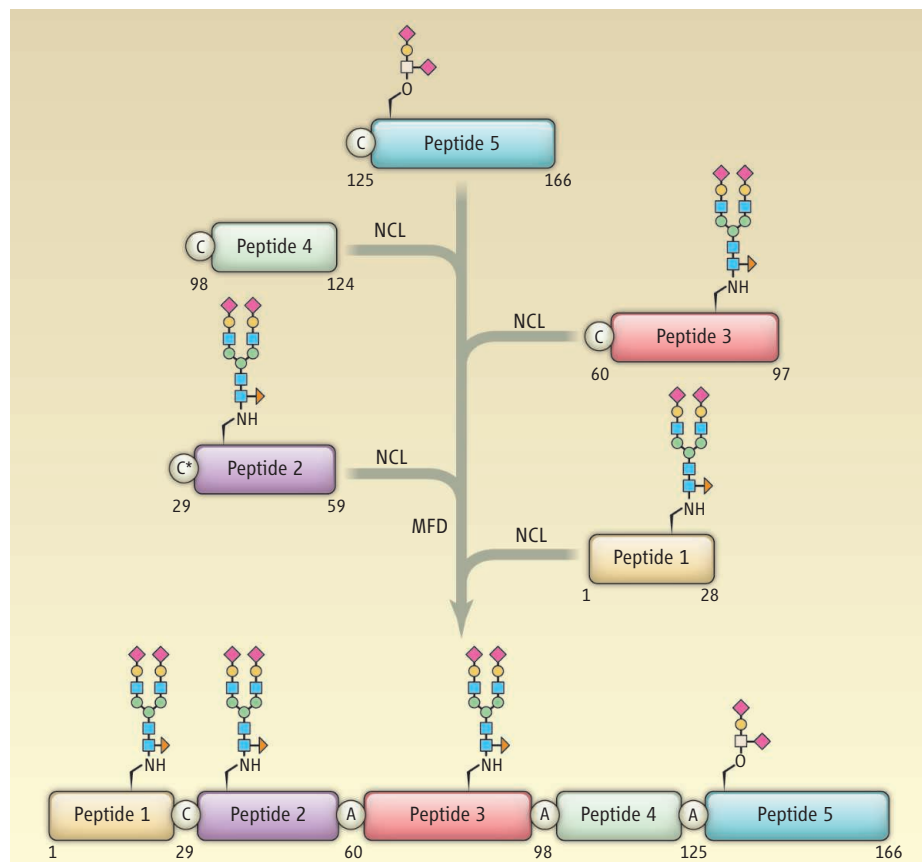 O
C
Peptide 5
125 166
NCL
C
Peptide 4
98 124
NH
NCL
C
Peptide 3
60 97
NH
NCL
C*
Peptide 2
29 59
MFD
NH
NCL
Peptide 1
1 28
NH NH NH O
Peptide 1 C Peptide 2 A Peptide 3 A Peptide 4 A Peptide 5
1 29 60 98 125 166